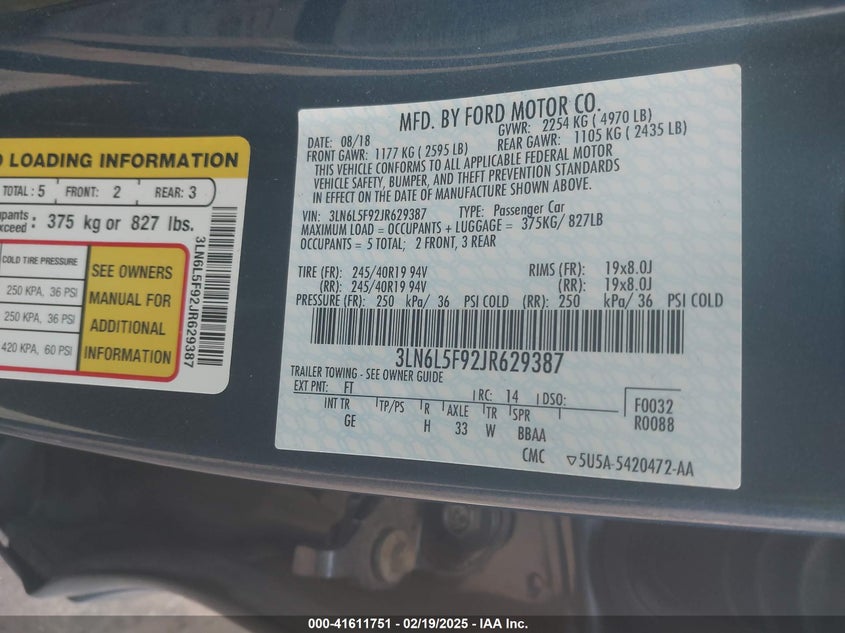 D LOADING INFORMATION
TOTAL: 5 FRONT: 2 REAR: 3
pants
xceed: 375 kg or 827 lbs.
COLD TIRE PRESSURE
250 KPA, 36 PSI
250 KPA, 36 PSI
420 KPA, 60 PSI
SEE OWNERS
MANUAL FOR
ADDITIONAL
INFORMATION
3LN6L5F92JR629387
MFD. BY FORD MOTOR CO.
DATE: 08/18 GVWR: 2254 KG ( 4970 LB)
FRONT GAWR: 1177 KG ( 2595 LB) REAR GAWR: 1105 KG ( 2435 LB)
THIS VEHICLE CONFORMS TO ALL APPLICABLE FEDERAL MOTOR
VEHICLE SAFETY, BUMPER, AND THEFT PREVENTION STANDARDS
IN EFFECT ON THE DATE OF MANUFACTURE SHOWN ABOVE.
VIN: 3LN6L5F92JR629387 TYPE: Passenger Car
MAXIMUM LOAD = OCCUPANTS + LUGGAGE = 375KG/ 827LB
OCCUPANTS = 5 TOTAL; 2 FRONT, 3 REAR
TIRE (FR): 245/40R19 94V RIMS (FR): 19x8.0J
(RR): 245/40R19 94V (RR): 19x8.0J
PRESSURE (FR): 250 kPa/ 36 PSI COLD (RR): 250 kPa/ 36 PSI COLD
3LN6L5F92JR629387
TRAILER TOWING - SEE OWNER GUIDE
EXT PNT: FT RC: 14 DSO:
INT TR TP/PS R AXLE TR SPR F0032
GE H 33 W BBAA R0088
CMC ▽5U5A-5420472-AA
000-41611751 - 02/19/2025 - IAA Inc.